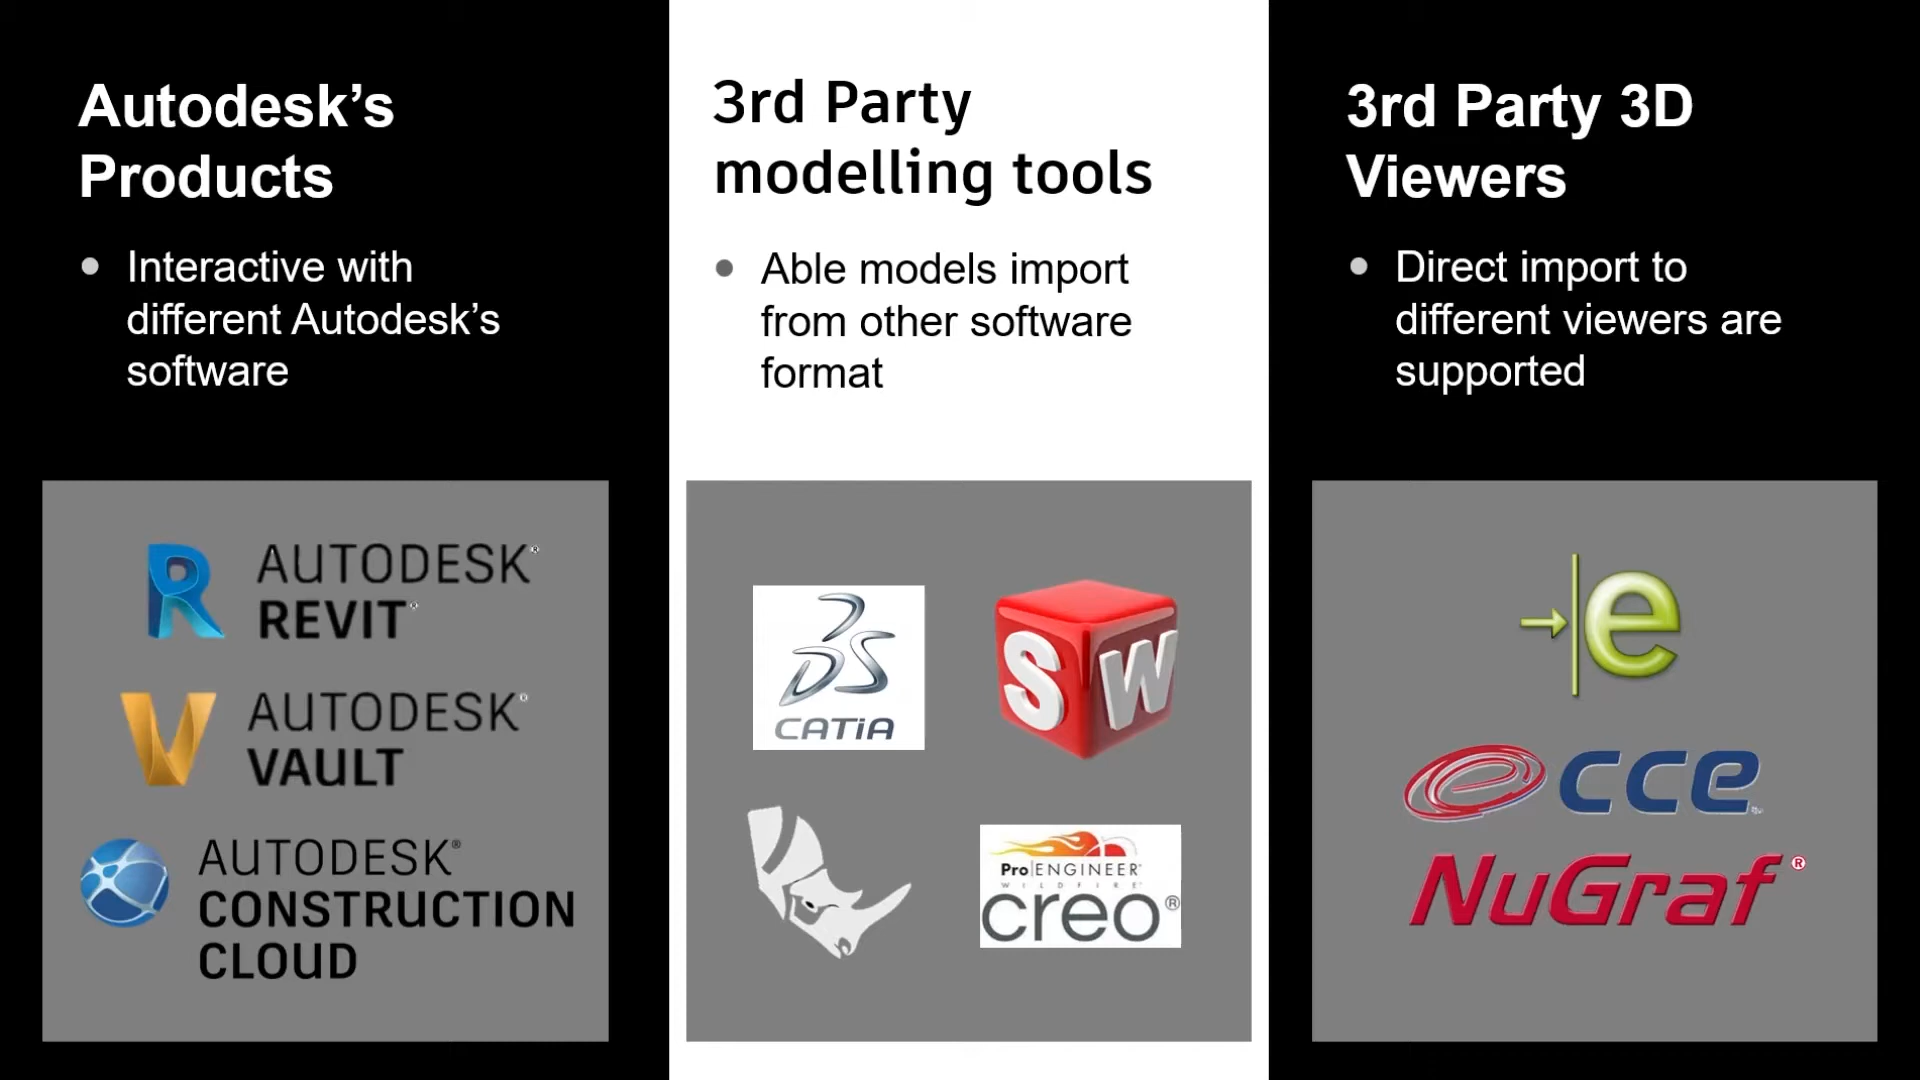 Autodesk’s
Products
• Interactive with
different Autodesk’s
software
AUTODESK®
REVIT®
AUTODESK®
VAULT
AUTODESK®
CONSTRUCTION
CLOUD
3rd Party
modelling tools
• Able models import
from other software
format
CATiA
SW
Pro|ENGINEER
WILDFIRE
creo®
3rd Party 3D
Viewers
• Direct import to
different viewers are
supported
e
cce
NuGraf®